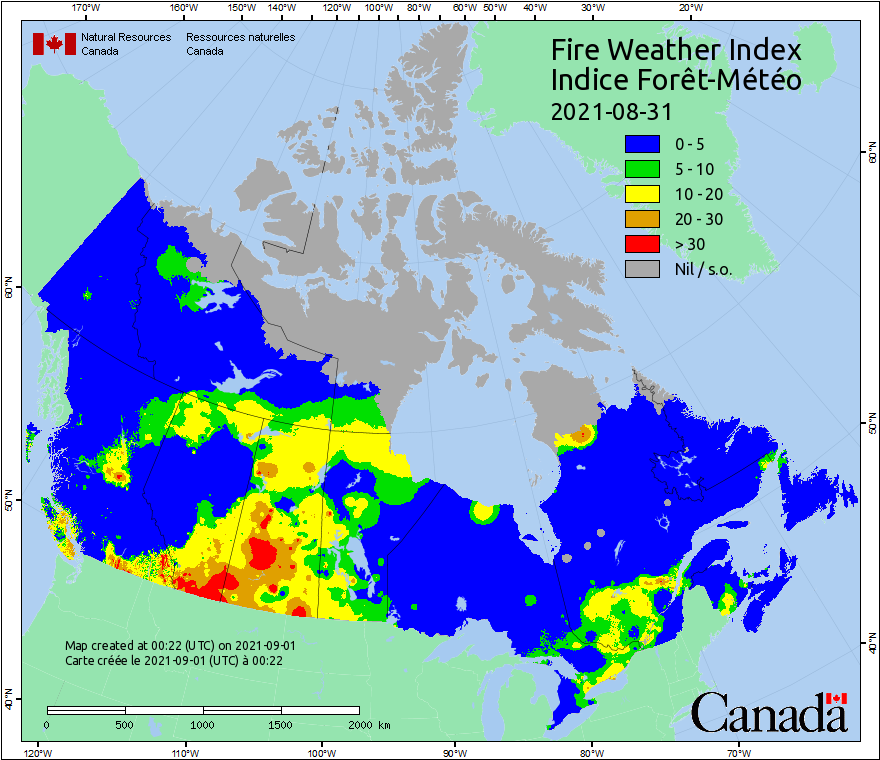 170°W 160°W 150°W 140°W 130°W 120°W 110°W 100°W 90°W 80°W 70°W 60°W 50°W 40°W 30°W 20°W
Natural Resources Canada
Ressources naturelles Canada
Fire Weather Index
Indice Forêt-Météo
2021-08-31
0 - 5
5 - 10
10 - 20
20 - 30
> 30
Nil / s.o.
60°N
60°N
50°N
50°N
40°N
40°N
Map created at 00:22 (UTC) on 2021-09-01
Carte créée le 2021-09-01 (UTC) à 00:22
0 500 1000 1500 2000 km
Canada
120°W 110°W 100°W 90°W 80°W 70°W